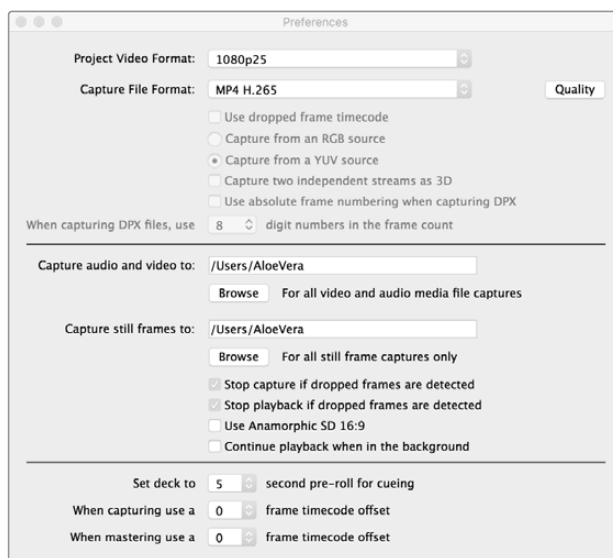 Preferences
Project Video Format: 1080p25
Capture File Format: MP4 H.265 Quality
Use dropped frame timecode
Capture from an RGB source
Capture from a YUV source
Capture two independent streams as 3D
Use absolute frame numbering when capturing DPX
When capturing DPX files, use 8 digit numbers in the frame count
Capture audio and video to: /Users/AloeVera
Browse For all video and audio media file captures
Capture still frames to: /Users/AloeVera
Browse For all still frame captures only
Stop capture if dropped frames are detected
Stop playback if dropped frames are detected
Use Anamorphic SD 16:9
Continue playback when in the background
Set deck to 5 second pre-roll for cueing
When capturing use a 0 frame timecode offset
When mastering use a 0 frame timecode offset